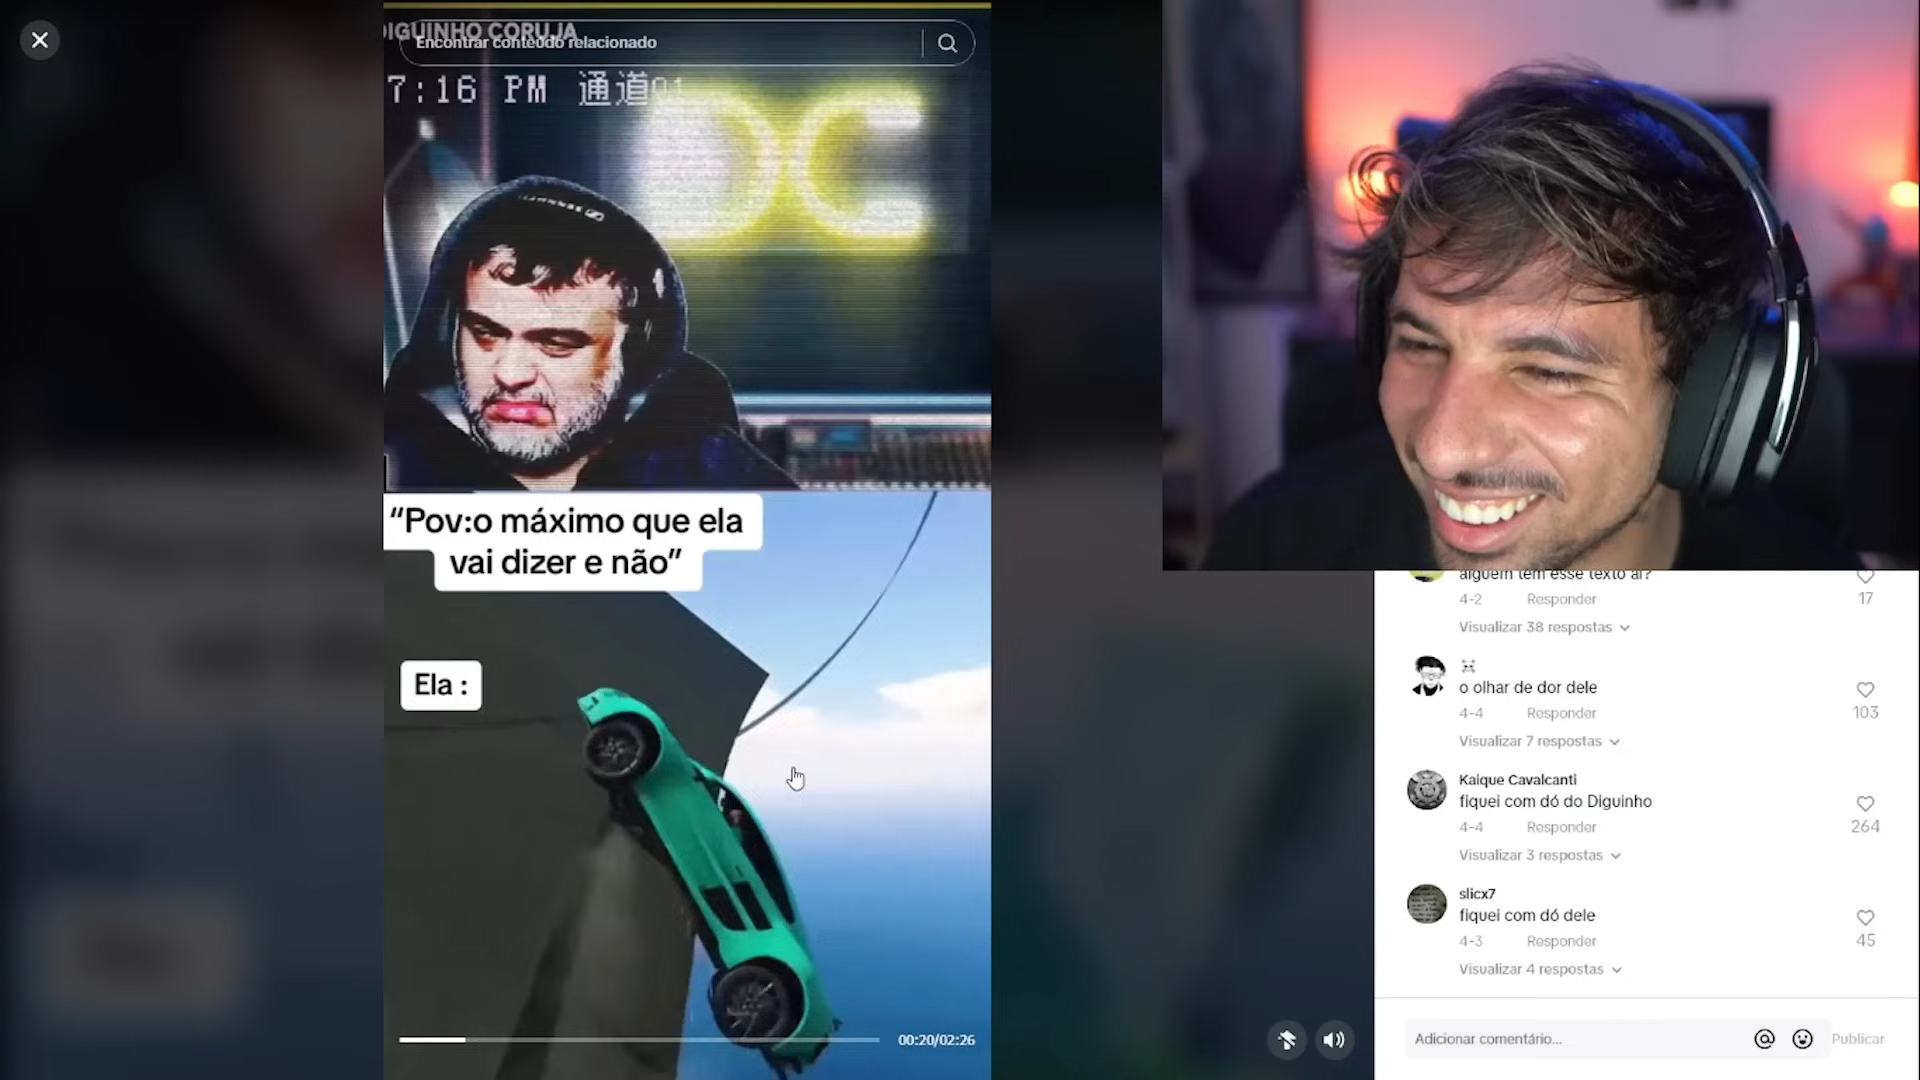 DIGUINHO CORUJA
Encontrar conteúdo relacionado
7:16 PM 通道01
DC
“Pov:o máximo que ela
vai dizer e não”
Ela :
00:20/02:26
alguem tem esse texto ai?
4-2 Responder 17
Visualizar 38 respostas
o olhar de dor dele
4-4 Responder 103
Visualizar 7 respostas
Kaique Cavalcanti
fiquei com dó do Diguinho
4-4 Responder 264
Visualizar 3 respostas
slicx7
fiquei com dó dele
4-3 Responder 45
Visualizar 4 respostas
Adicionar comentário... @ Publicar